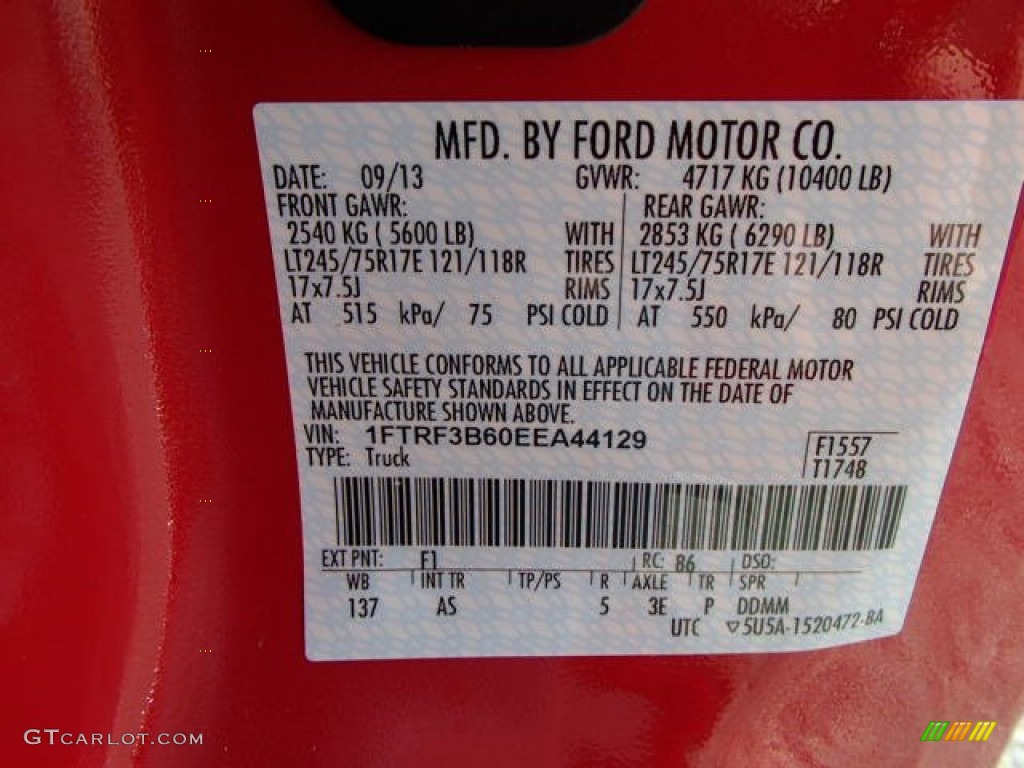 MFD. BY FORD MOTOR CO.
DATE: 09/13 GVWR: 4717 KG (10400 LB)
FRONT GAWR: REAR GAWR:
2540 KG ( 5600 LB) WITH 2853 KG ( 6290 LB) WITH
LT245/75R17E 121/118R TIRES LT245/75R17E 121/118R TIRES
17x7.5J RIMS 17x7.5J RIMS
AT 515 kPa/ 75 PSI COLD AT 550 kPa/ 80 PSI COLD
THIS VEHICLE CONFORMS TO ALL APPLICABLE FEDERAL MOTOR
VEHICLE SAFETY STANDARDS IN EFFECT ON THE DATE OF
MANUFACTURE SHOWN ABOVE.
VIN: 1FTRF3B60EEA44129
F1557
TYPE: Truck
T1748
EXT PNT: F1 RC: 86 DSO:
WB INT TR TP/PS R AXLE TR SPR
137 AS 5 3E P DDMM
UTC ▽5U5A-1520472-BA
GTCARLOT.COM